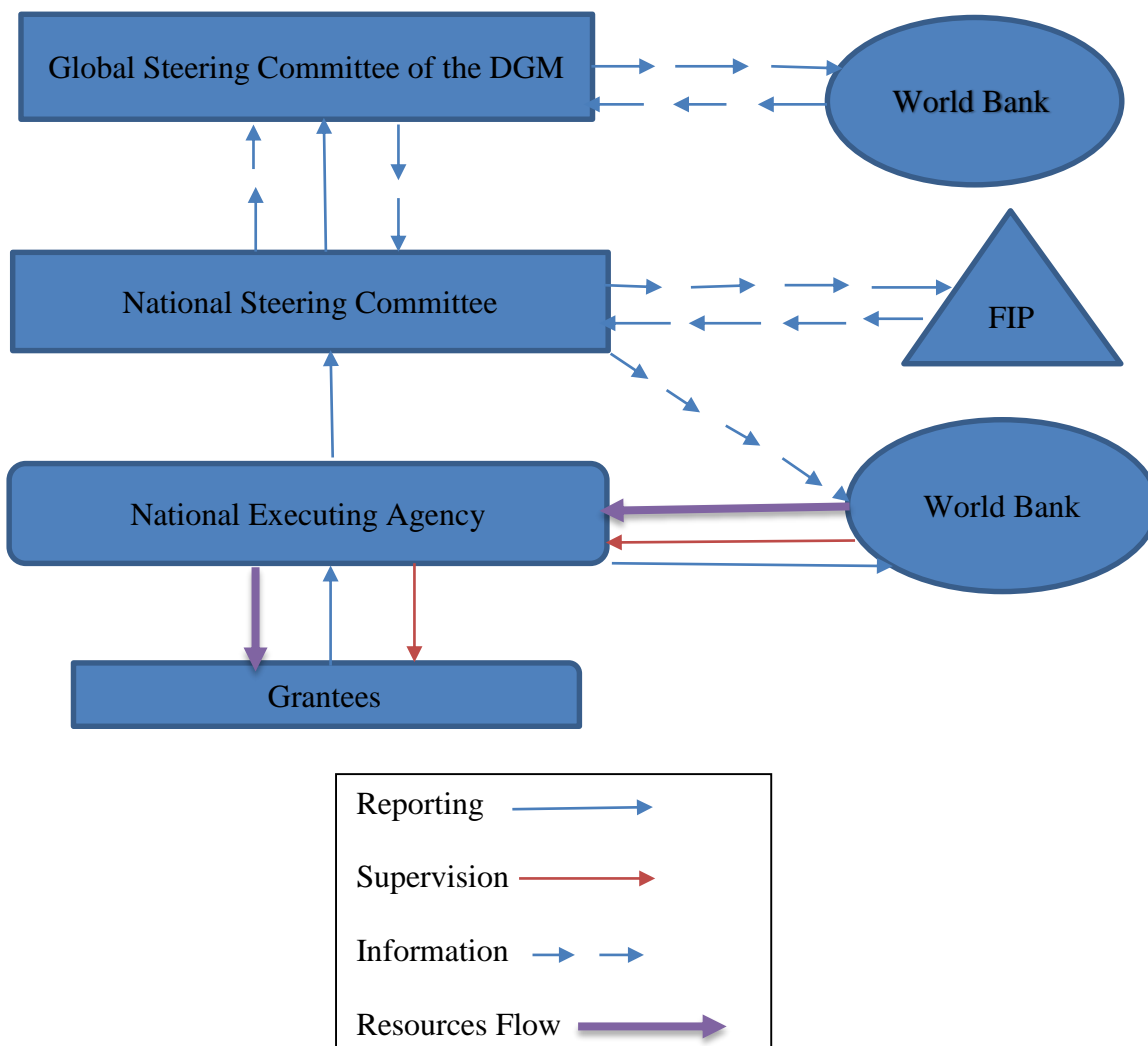 Global Steering Committee of the DGM
World Bank
National Steering Committee
FIP
National Executing Agency
World Bank
Grantees
Reporting
Supervision
Information
Resources Flow